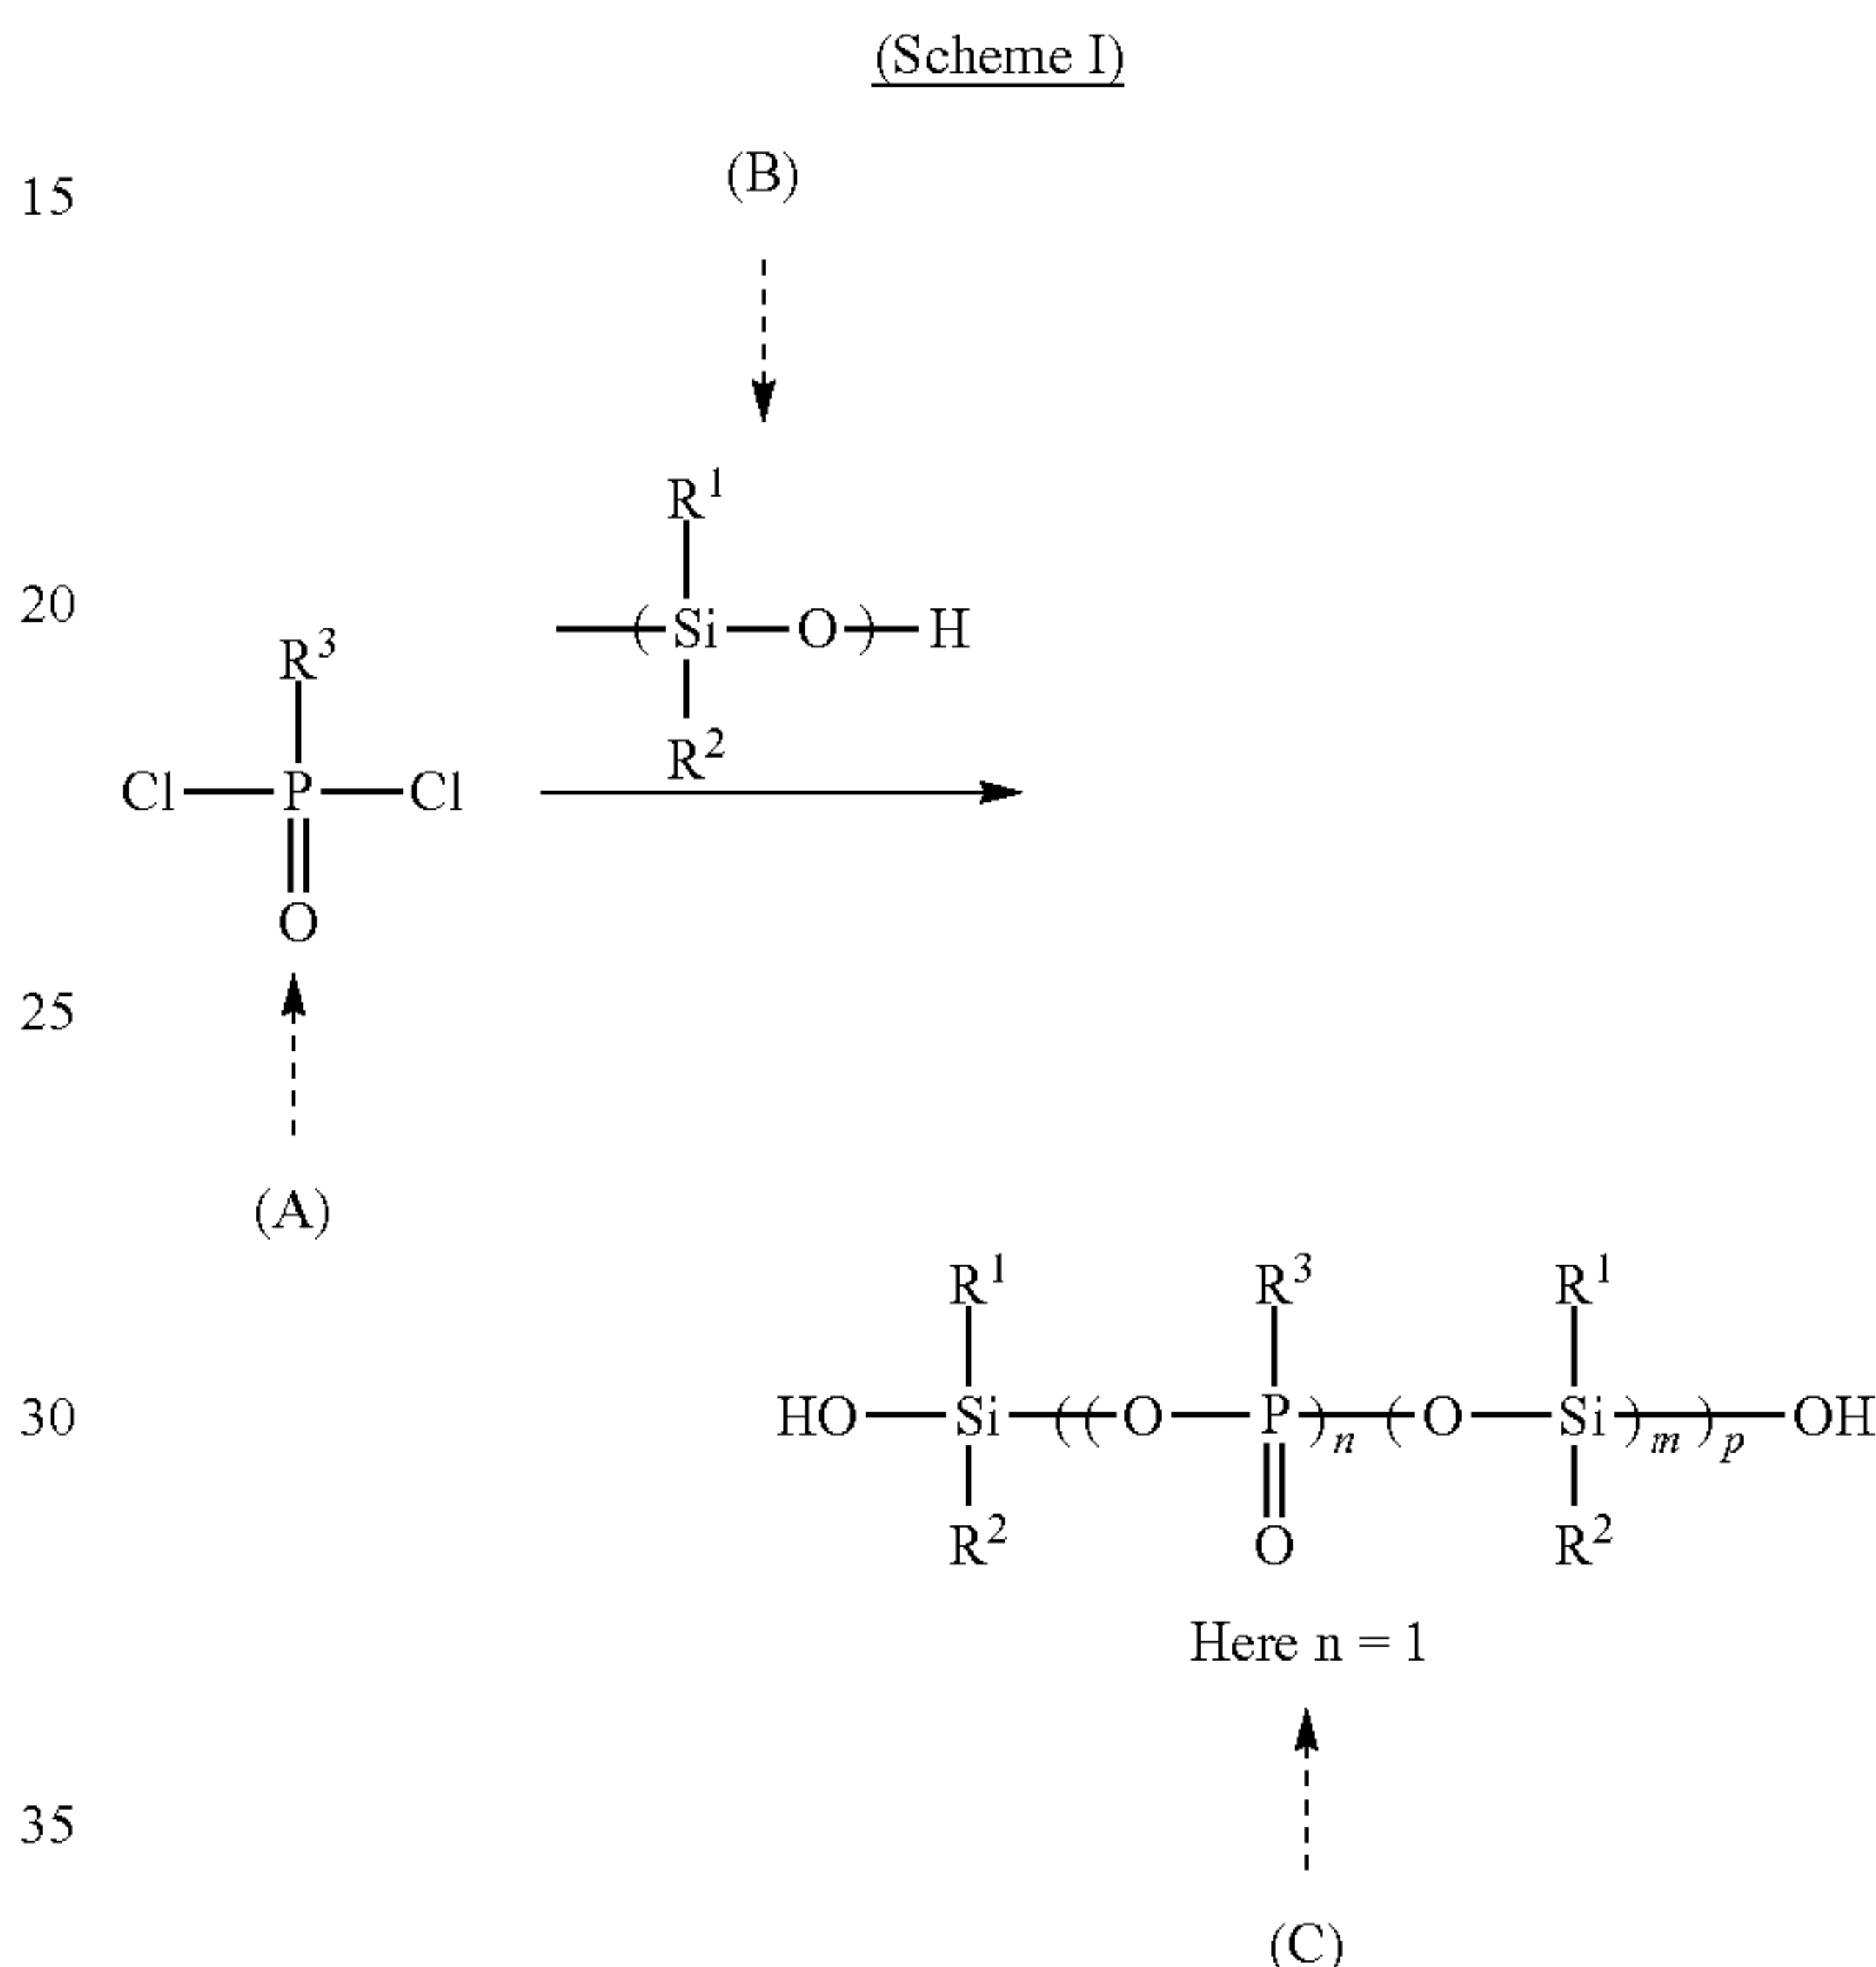 (Scheme I)
15
(B)
R1
20
( Si — O ) — H
R3
R2
Cl — P — Cl
O
25
(A)
R1 R3 R1
30
HO — Si — (( O — P )n ( O — Si )m )p — OH
R2 O R2
Here n = 1
35
(C)